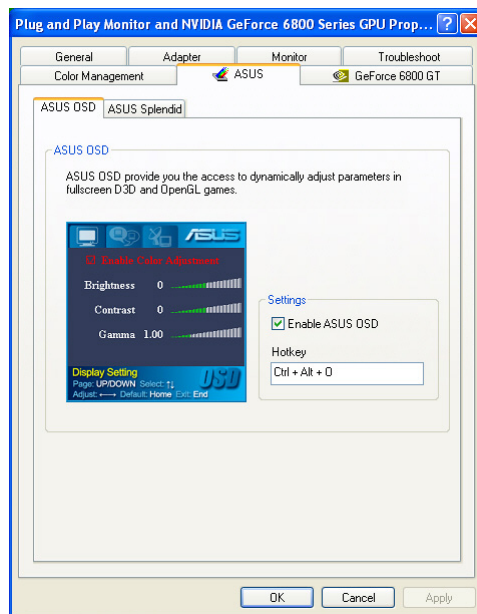 Plug and Play Monitor and NVIDIA GeForce 6800 Series GPU Prop...
General Adapter Monitor Troubleshoot
Color Management ASUS GeForce 6800 GT
ASUS OSD ASUS Splendid
ASUS OSD
ASUS OSD provide you the access to dynamically adjust parameters in
fullscreen D3D and OpenGL games.
ASUS
Enable Color Adjustment
Brightness 0
Contrast 0
Gamma 1.00
Display Setting
Page: UP/DOWN Select: ↑↓
Adjust: ←→ Default: Home Exit: End
OSD
Settings
Enable ASUS OSD
Hotkey
Ctrl + Alt + O
OK Cancel Apply